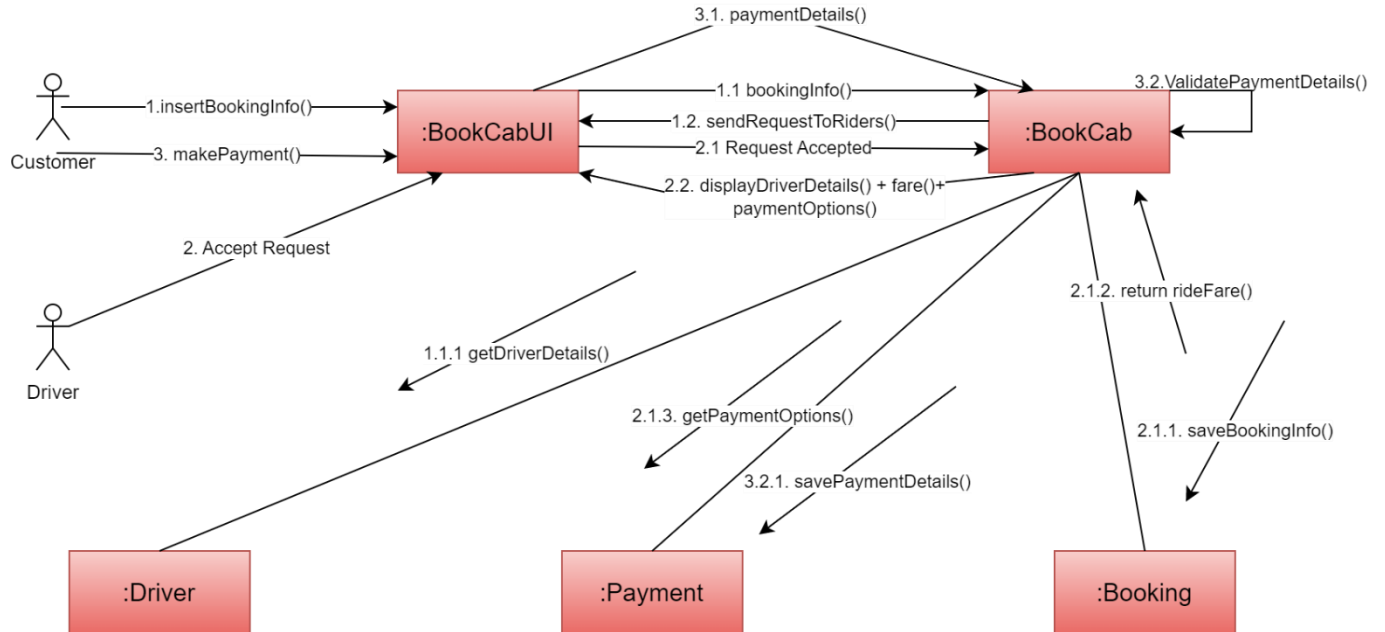 3.1. paymentDetails()
3.2.ValidatePaymentDetails()
1.insertBookingInfo()
:BookCabUI
1.1 bookingInfo()
:BookCab
1.2. sendRequestToRiders()
Customer
3. makePayment()
2.1 Request Accepted
2.2. displayDriverDetails() + fare()+
paymentOptions()
2. Accept Request
2.1.2. return rideFare()
Driver
1.1.1 getDriverDetails()
2.1.3. getPaymentOptions()
2.1.1. saveBookingInfo()
3.2.1. savePaymentDetails()
:Driver
:Payment
:Booking